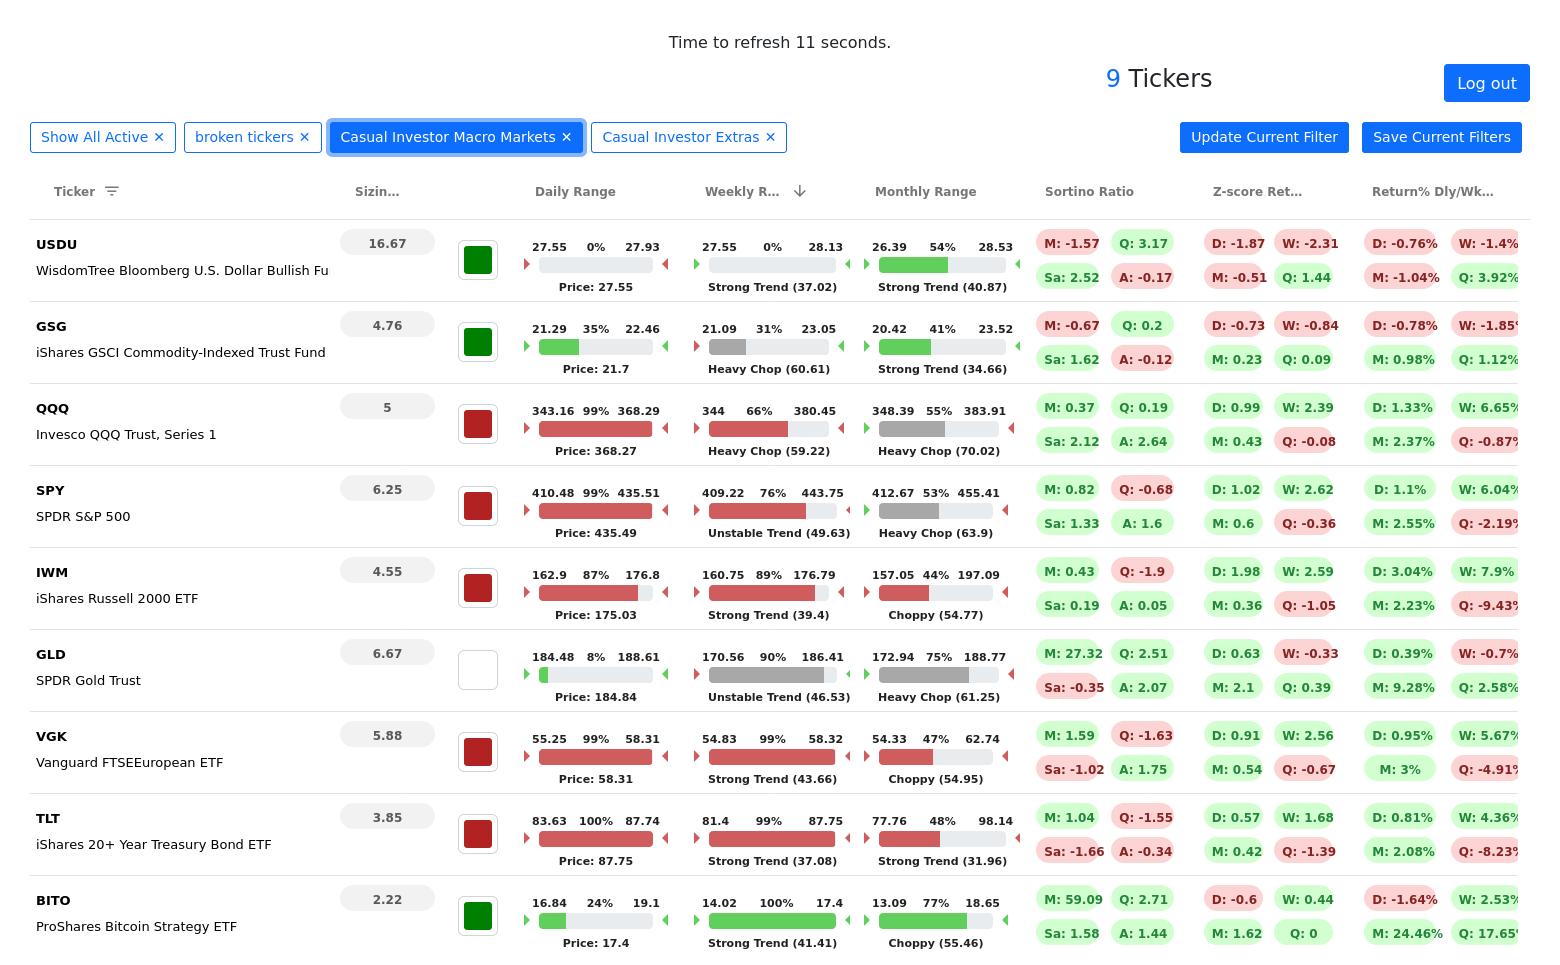 Time to refresh 11 seconds.
9 Tickers
Log out
Show All Active ✕ broken tickers ✕ Casual Investor Macro Markets ✕ Casual Investor Extras ✕ Update Current Filter Save Current Filters
Ticker Sizin... Daily Range Weekly R... Monthly Range Sortino Ratio Z-score Ret... Return% Dly/Wk...
USDU 16.67 27.55 0% 27.93 27.55 0% 28.13 26.39 54% 28.53 M: -1.57 Q: 3.17 D: -1.87 W: -2.31 D: -0.76% W: -1.4%
WisdomTree Bloomberg U.S. Dollar Bullish Fu Price: 27.55 Strong Trend (37.02) Strong Trend (40.87) Sa: 2.52 A: -0.17 M: -0.51 Q: 1.44 M: -1.04% Q: 3.92%
GSG 4.76 21.29 35% 22.46 21.09 31% 23.05 20.42 41% 23.52 M: -0.67 Q: 0.2 D: -0.73 W: -0.84 D: -0.78% W: -1.85%
iShares GSCI Commodity-Indexed Trust Fund Price: 21.7 Heavy Chop (60.61) Strong Trend (34.66) Sa: 1.62 A: -0.12 M: 0.23 Q: 0.09 M: 0.98% Q: 1.12%
QQQ 5 343.16 99% 368.29 344 66% 380.45 348.39 55% 383.91 M: 0.37 Q: 0.19 D: 0.99 W: 2.39 D: 1.33% W: 6.65%
Invesco QQQ Trust, Series 1 Price: 368.27 Heavy Chop (59.22) Heavy Chop (70.02) Sa: 2.12 A: 2.64 M: 0.43 Q: -0.08 M: 2.37% Q: -0.87%
SPY 6.25 410.48 99% 435.51 409.22 76% 443.75 412.67 53% 455.41 M: 0.82 Q: -0.68 D: 1.02 W: 2.62 D: 1.1% W: 6.04%
SPDR S&P 500 Price: 435.49 Unstable Trend (49.63) Heavy Chop (63.9) Sa: 1.33 A: 1.6 M: 0.6 Q: -0.36 M: 2.55% Q: -2.19%
IWM 4.55 162.9 87% 176.8 160.75 89% 176.79 157.05 44% 197.09 M: 0.43 Q: -1.9 D: 1.98 W: 2.59 D: 3.04% W: 7.9%
iShares Russell 2000 ETF Price: 175.03 Strong Trend (39.4) Choppy (54.77) Sa: 0.19 A: 0.05 M: 0.36 Q: -1.05 M: 2.23% Q: -9.43%
GLD 6.67 184.48 8% 188.61 170.56 90% 186.41 172.94 75% 188.77 M: 27.32 Q: 2.51 D: 0.63 W: -0.33 D: 0.39% W: -0.7%
SPDR Gold Trust Price: 184.84 Unstable Trend (46.53) Heavy Chop (61.25) Sa: -0.35 A: 2.07 M: 2.1 Q: 0.39 M: 9.28% Q: 2.58%
VGK 5.88 55.25 99% 58.31 54.83 99% 58.32 54.33 47% 62.74 M: 1.59 Q: -1.63 D: 0.91 W: 2.56 D: 0.95% W: 5.67%
Vanguard FTSEEuropean ETF Price: 58.31 Strong Trend (43.66) Choppy (54.95) Sa: -1.02 A: 1.75 M: 0.54 Q: -0.67 M: 3% Q: -4.91%
TLT 3.85 83.63 100% 87.74 81.4 99% 87.75 77.76 48% 98.14 M: 1.04 Q: -1.55 D: 0.57 W: 1.68 D: 0.81% W: 4.36%
iShares 20+ Year Treasury Bond ETF Price: 87.75 Strong Trend (37.08) Strong Trend (31.96) Sa: -1.66 A: -0.34 M: 0.42 Q: -1.39 M: 2.08% Q: -8.23%
BITO 2.22 16.84 24% 19.1 14.02 100% 17.4 13.09 77% 18.65 M: 59.09 Q: 2.71 D: -0.6 W: 0.44 D: -1.64% W: 2.53%
ProShares Bitcoin Strategy ETF Price: 17.4 Strong Trend (41.41) Choppy (55.46) Sa: 1.58 A: 1.44 M: 1.62 Q: 0 M: 24.46% Q: 17.65%